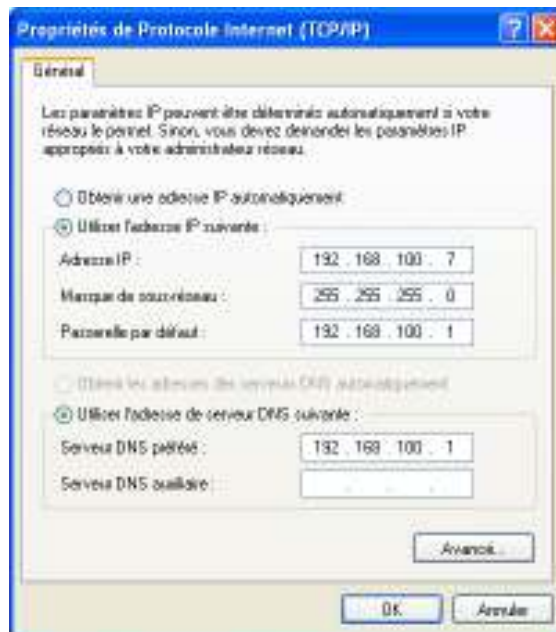 Propriétés de Protocole Internet (TCP/IP)
Général
Les paramètres IP peuvent être déterminés automatiquement si votre
réseau le permet. Sinon, vous devez demander les paramètres IP
appropriés à votre administrateur réseau.
Obtenir une adresse IP automatiquement
Utiliser l'adresse IP suivante :
Adresse IP : 192 . 168 . 100 . 7
Masque de sous-réseau : 255 . 255 . 255 . 0
Passerelle par défaut : 192 . 168 . 100 . 1
Obtenir les adresses des serveurs DNS automatiquement
Utiliser l'adresse de serveur DNS suivante :
Serveur DNS préféré : 192 . 168 . 100 . 1
Serveur DNS auxiliaire :
Avancé...
OK Annuler